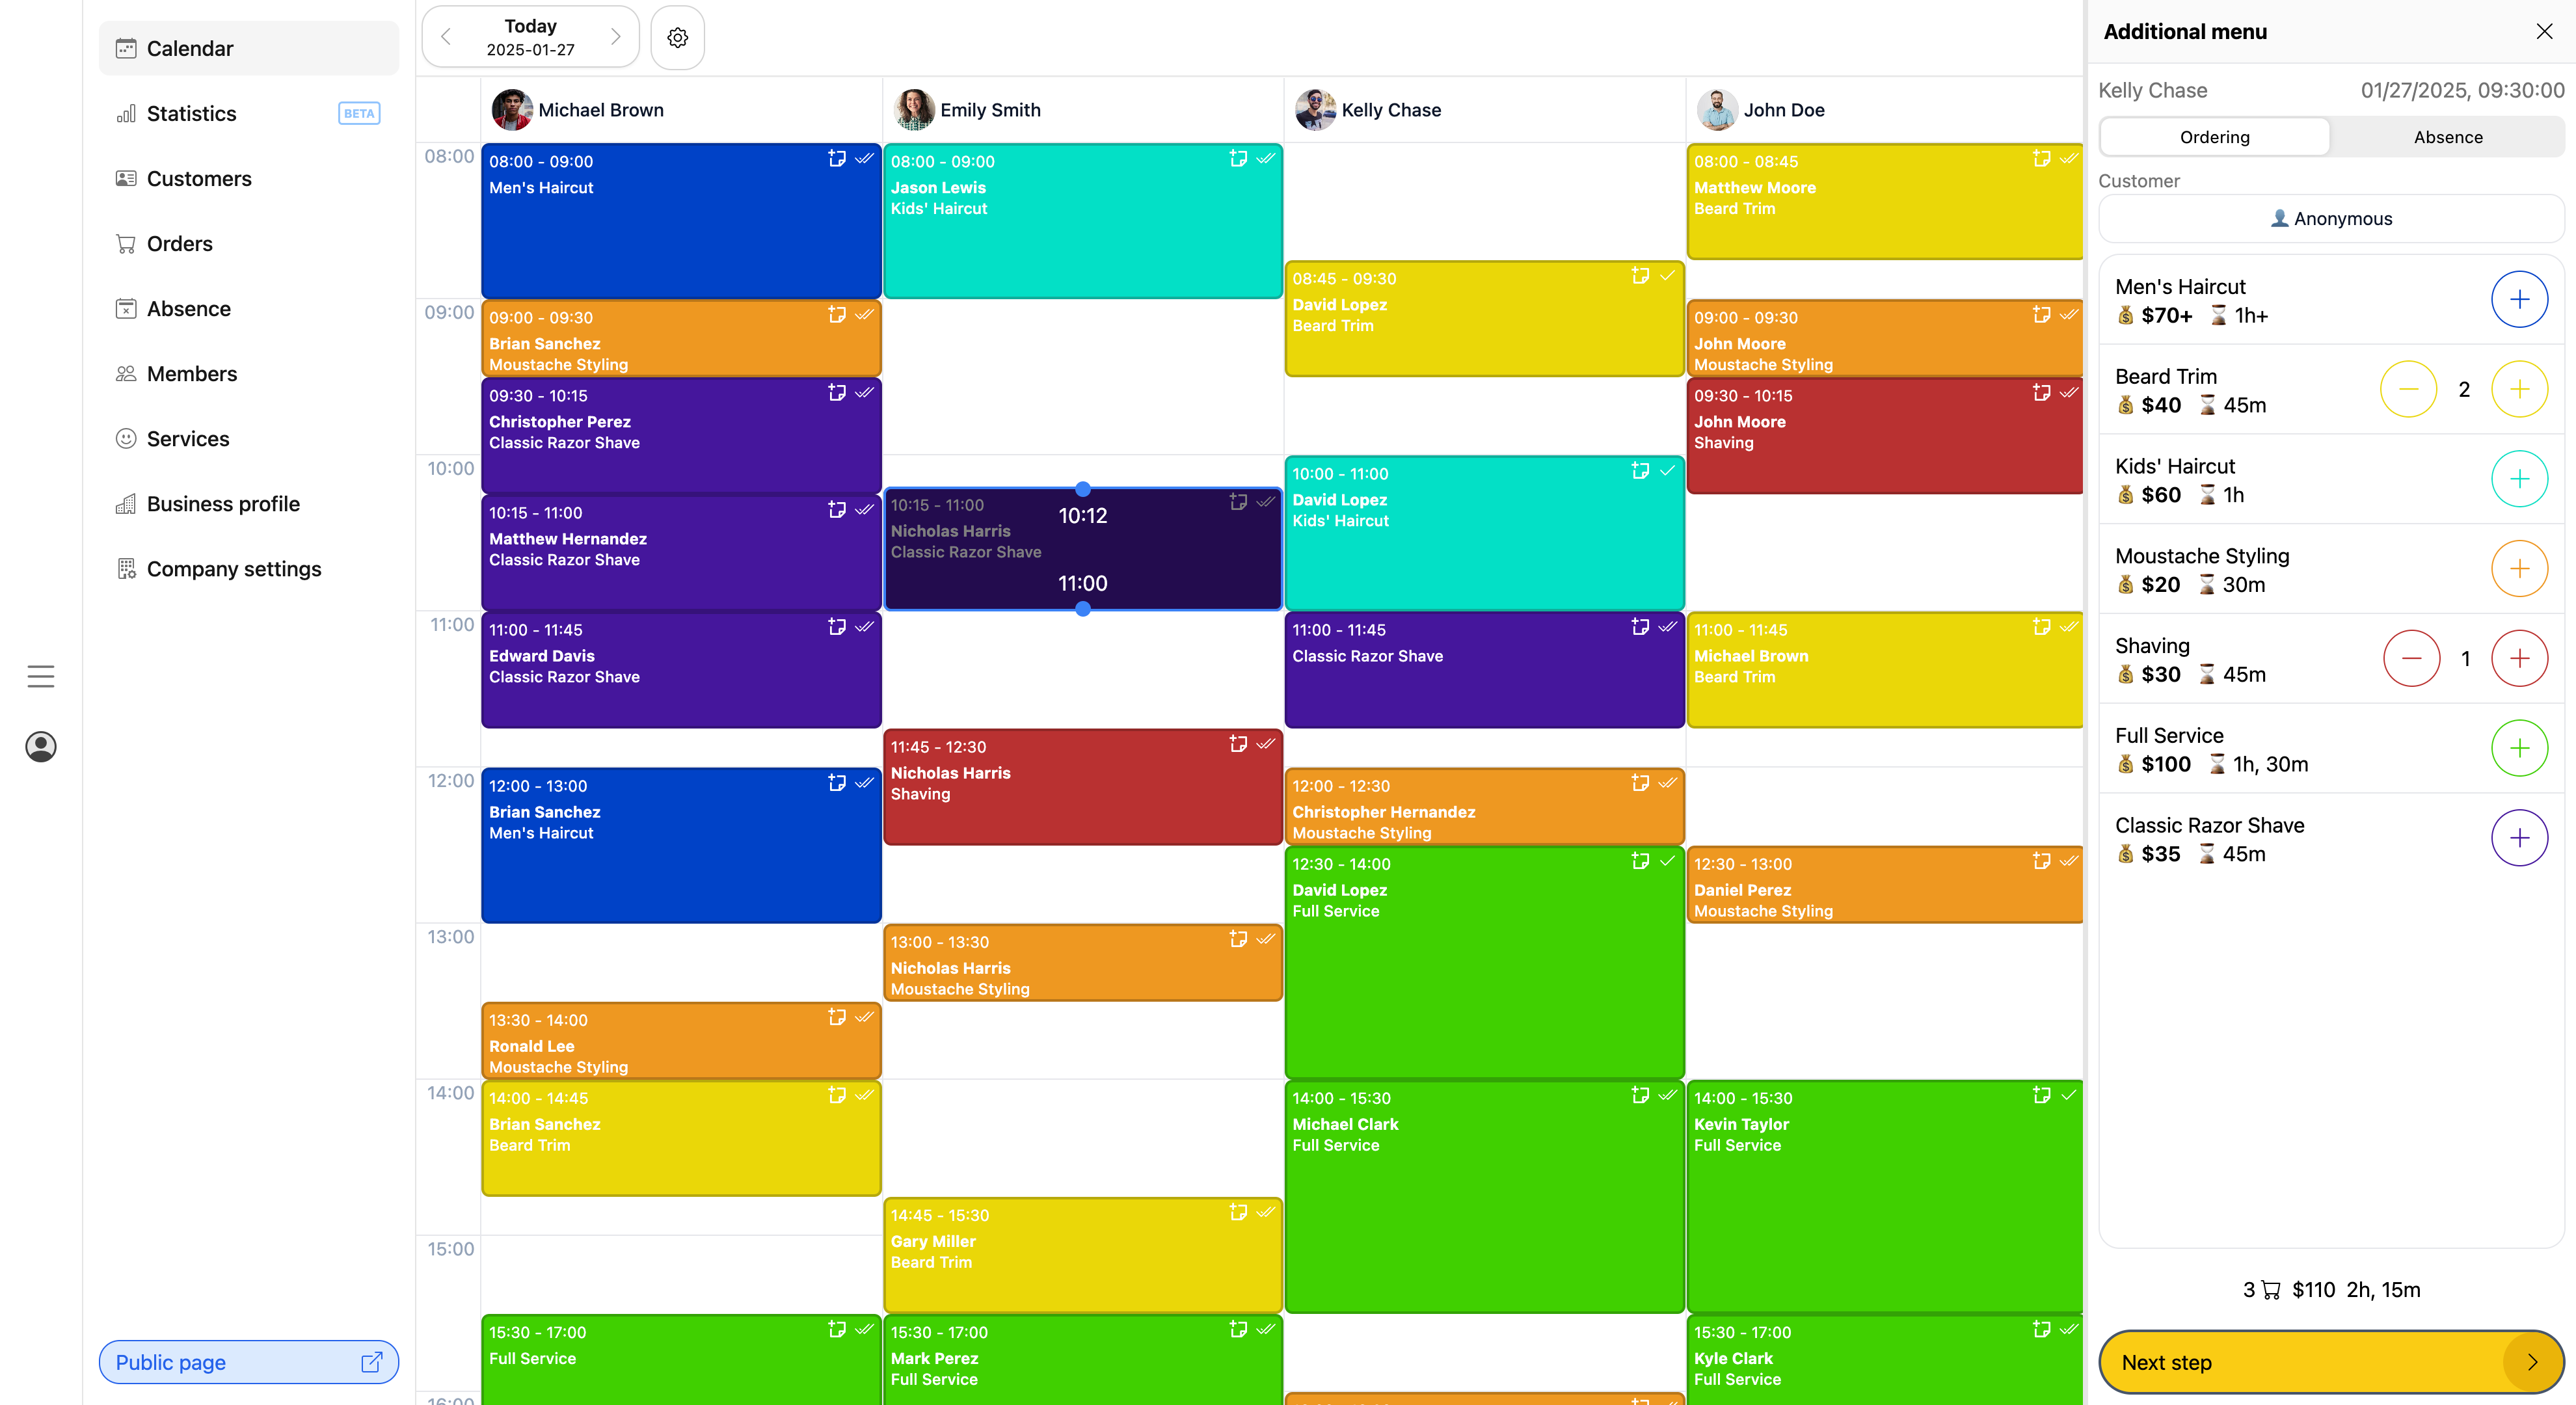 Calendar
Statistics
BETA
Customers
Orders
Absence
Members
Services
Business profile
Company settings
Public page
Today
2025-01-27
Michael Brown
Emily Smith
Kelly Chase
John Doe
08:00
09:00
10:00
11:00
12:00
13:00
14:00
15:00
16:00
08:00 - 09:00
Men's Haircut
09:00 - 09:30
Brian Sanchez
Moustache Styling
09:30 - 10:15
Christopher Perez
Classic Razor Shave
10:15 - 11:00
Matthew Hernandez
Classic Razor Shave
11:00 - 11:45
Edward Davis
Classic Razor Shave
12:00 - 13:00
Brian Sanchez
Men's Haircut
13:30 - 14:00
Ronald Lee
Moustache Styling
14:00 - 14:45
Brian Sanchez
Beard Trim
15:30 - 17:00
Full Service
08:00 - 09:00
Jason Lewis
Kids' Haircut
10:15 - 11:00
10:12
Nicholas Harris
Classic Razor Shave
11:00
11:45 - 12:30
Nicholas Harris
Shaving
13:00 - 13:30
Nicholas Harris
Moustache Styling
14:45 - 15:30
Gary Miller
Beard Trim
15:30 - 17:00
Mark Perez
Full Service
08:45 - 09:30
David Lopez
Beard Trim
10:00 - 11:00
David Lopez
Kids' Haircut
11:00 - 11:45
Classic Razor Shave
12:00 - 12:30
Christopher Hernandez
Moustache Styling
12:30 - 14:00
David Lopez
Full Service
14:00 - 15:30
Michael Clark
Full Service
08:00 - 08:45
Matthew Moore
Beard Trim
09:00 - 09:30
John Moore
Moustache Styling
09:30 - 10:15
John Moore
Shaving
11:00 - 11:45
Michael Brown
Beard Trim
12:30 - 13:00
Daniel Perez
Moustache Styling
14:00 - 15:30
Kevin Taylor
Full Service
15:30 - 17:00
Kyle Clark
Full Service
Additional menu
Kelly Chase 01/27/2025, 09:30:00
Ordering Absence
Customer
Anonymous
Men's Haircut
$70+ 1h+
Beard Trim
$40 45m
2
Kids' Haircut
$60 1h
Moustache Styling
$20 30m
Shaving
$30 45m
1
Full Service
$100 1h, 30m
Classic Razor Shave
$35 45m
3 $110 2h, 15m
Next step